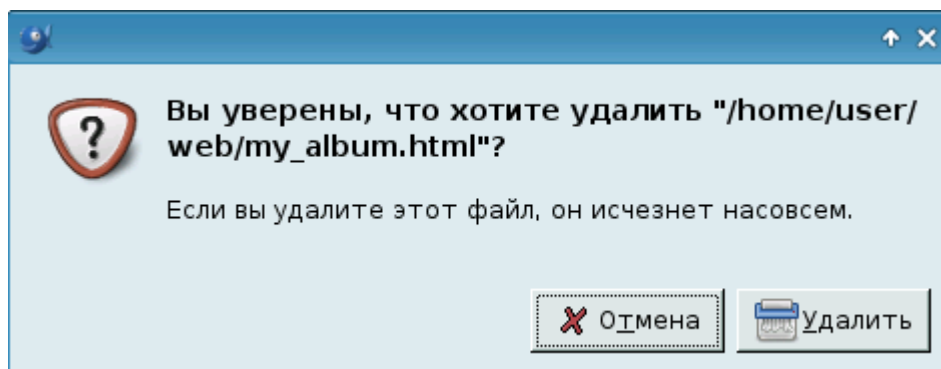 Вы уверены, что хотите удалить "/home/user/
web/my_album.html"?
Если вы удалите этот файл, он исчезнет насовсем.
Отмена Удалить